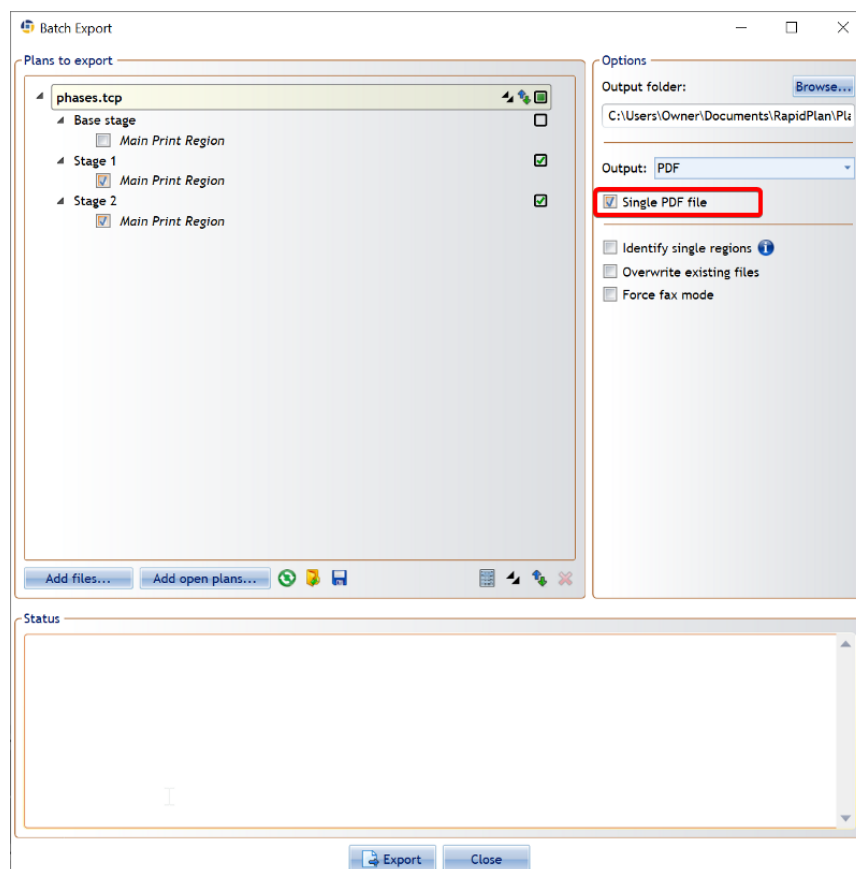 Batch Export
Plans to export
phases.tcp
Base stage
Main Print Region
Stage 1
Main Print Region
Stage 2
Main Print Region
Add files...
Add open plans...
Options
Output folder:
Browse...
C:\Users\Owner\Documents\RapidPlan\Pla
Output: PDF
Single PDF file
Identify single regions
Overwrite existing files
Force fax mode
Status
Export
Close